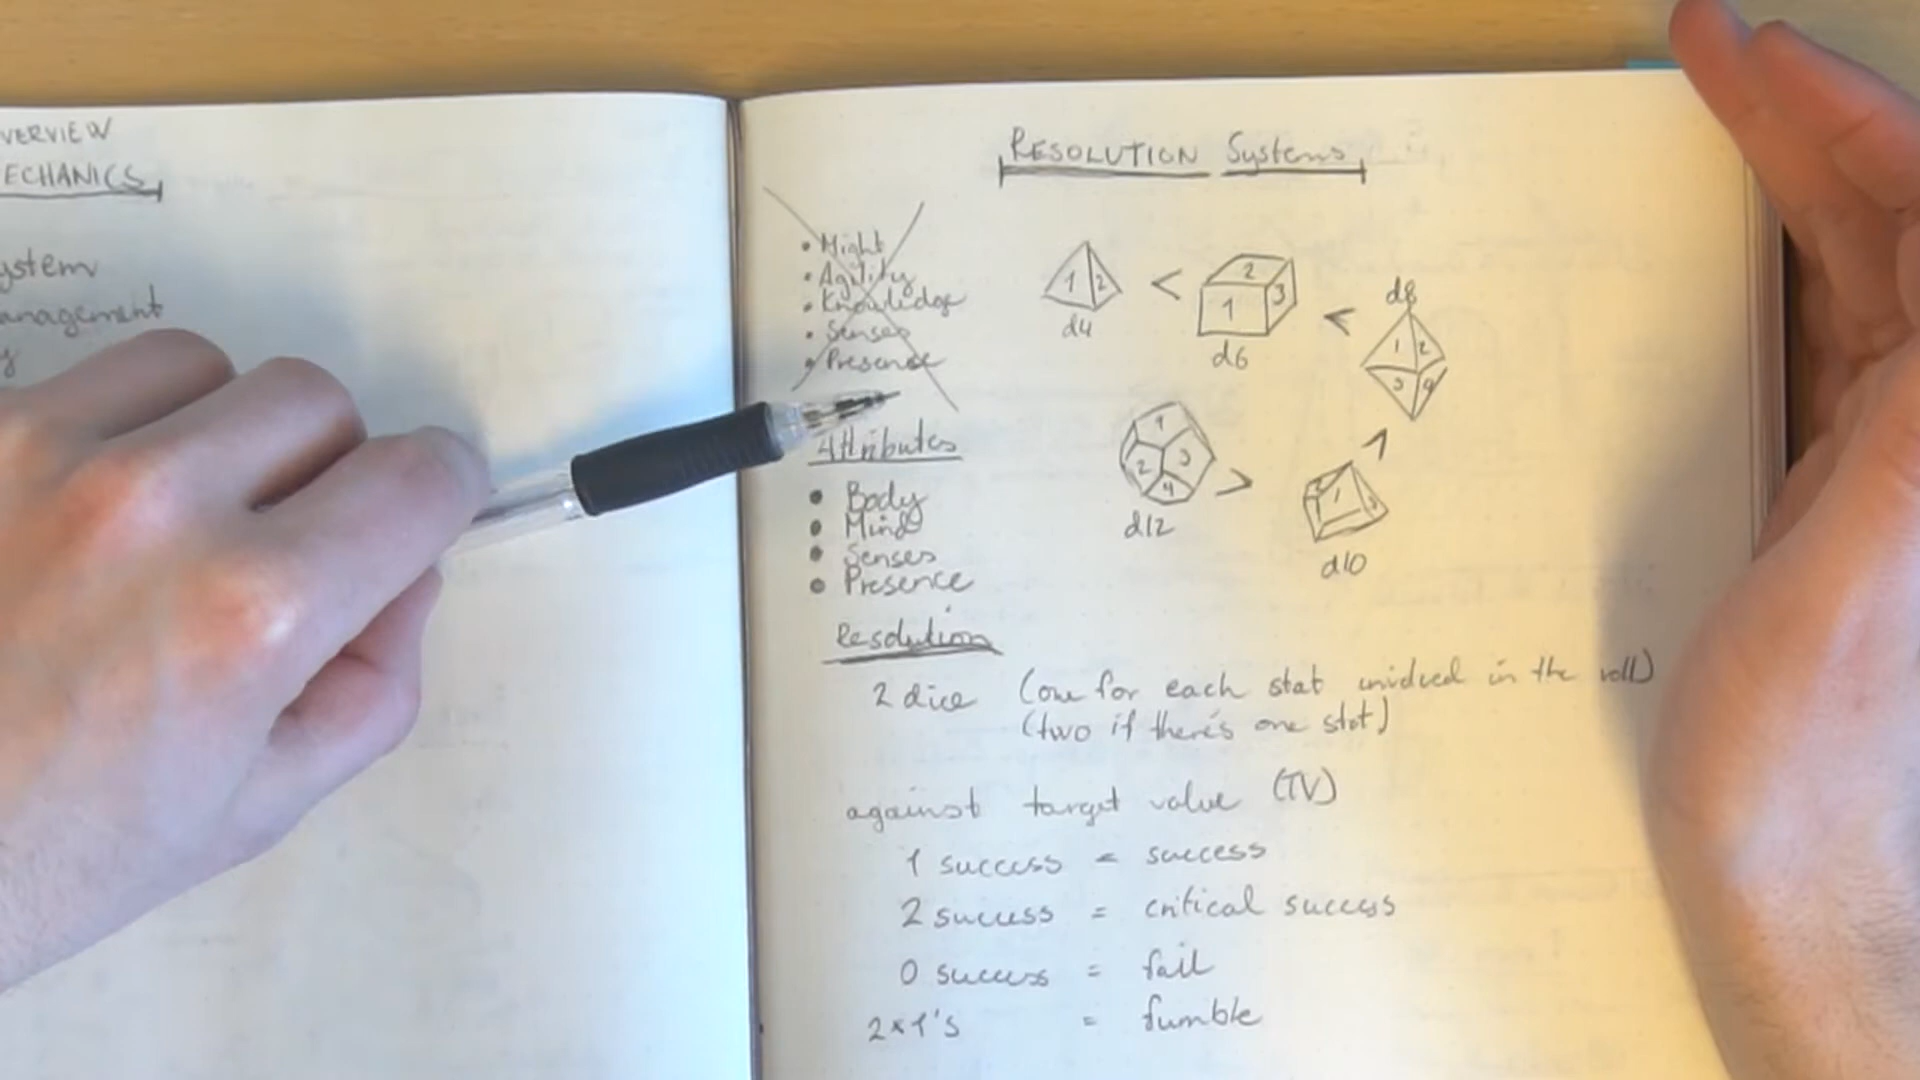 VERVIEW
ECHANICS
ystem
anagement
y
RESOLUTION Systems
• Might
• Agility
• Knowledge
• Senses
• Presence
1 2
d4
<
2
1 3
d6
<
d8
1 2
3 4
1
2 3
4
d12
>
1
d10
>
Attributes
• Body
• Mind
• Senses
• Presence
Resolution
2 dice (one for each stat involved in the roll)
(two if there's one stat)
against target value (TV)
1 success = success
2 success = critical success
0 success = fail
2x1's = fumble